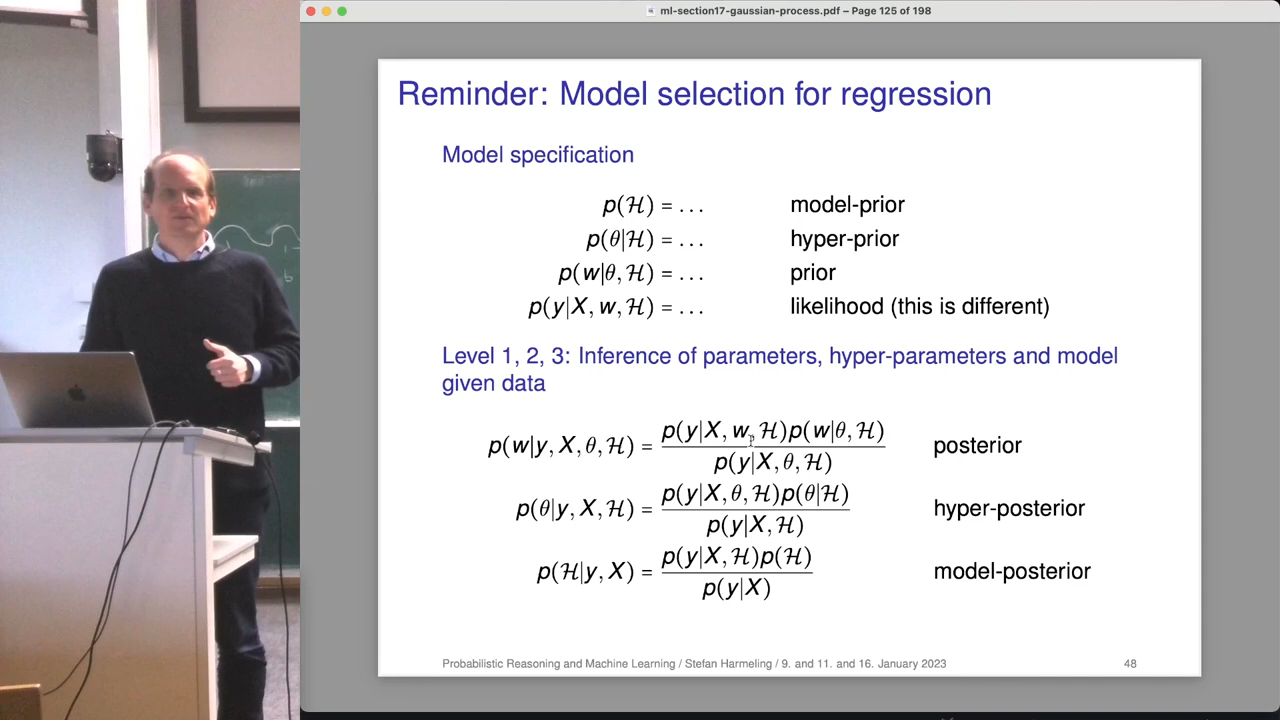 ml-section17-gaussian-process.pdf – Page 125 of 198
Reminder: Model selection for regression
Model specification
p(ℋ) = ... model-prior
p(θ|ℋ) = ... hyper-prior
p(w|θ, ℋ) = ... prior
p(y|X, w, ℋ) = ... likelihood (this is different)
Level 1, 2, 3: Inference of parameters, hyper-parameters and model
given data
p(w|y, X, θ, ℋ) = p(y|X, w, ℋ)p(w|θ, ℋ) / p(y|X, θ, ℋ) posterior
p(θ|y, X, ℋ) = p(y|X, θ, ℋ)p(θ|ℋ) / p(y|X, ℋ) hyper-posterior
p(ℋ|y, X) = p(y|X, ℋ)p(ℋ) / p(y|X) model-posterior
Probabilistic Reasoning and Machine Learning / Stefan Harmeling / 9. and 11. and 16. January 2023 48